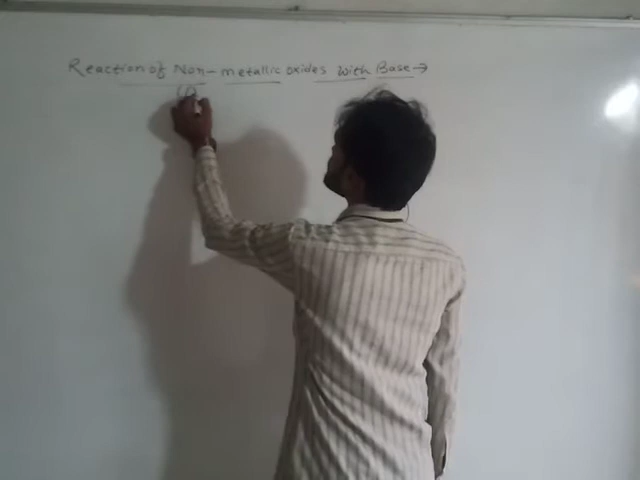 Reaction of Non-metallic oxides with Base →